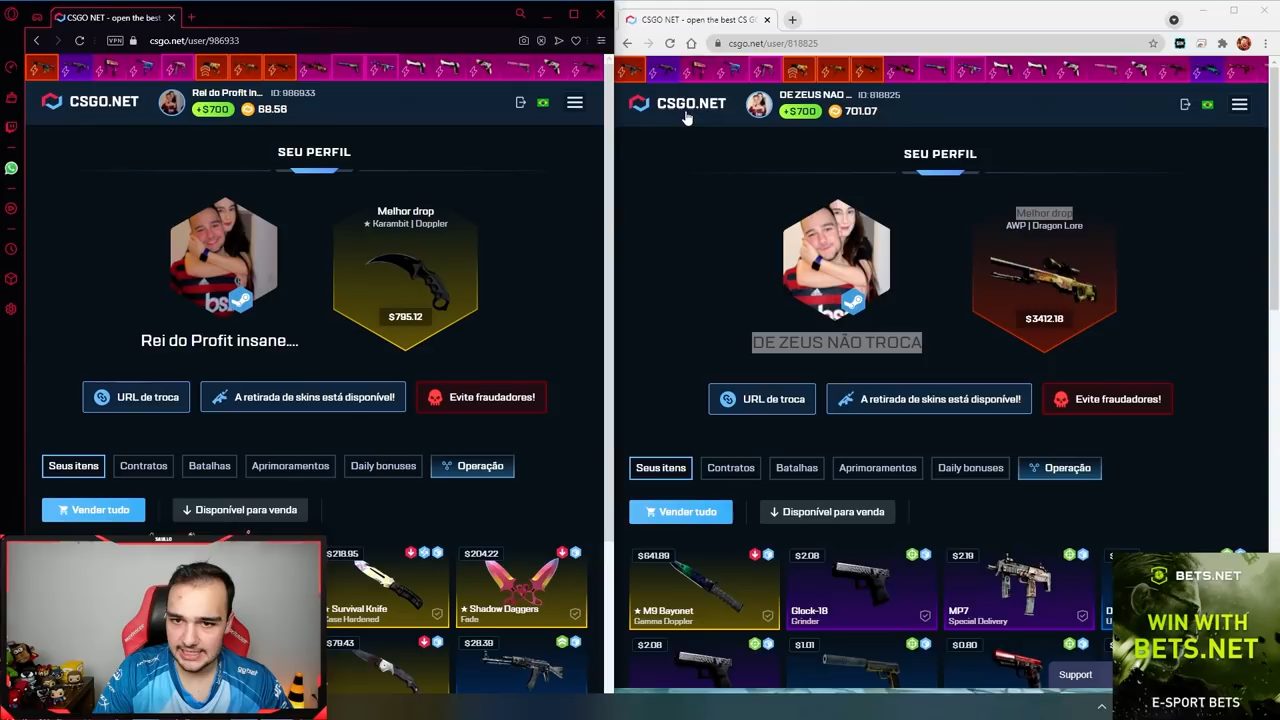 CSGO NET - open the best
csgo.net/user/986933
VPN
CSGO.NET
Rei do Profit in... ID: 986933
+$700 68.56
SEU PERFIL
Melhor drop
★ Karambit | Doppler
$795.12
Rei do Profit insane....
URL de troca
A retirada de skins está disponível!
Evite fraudadores!
Seus itens
Contratos
Batalhas
Aprimoramentos
Daily bonuses
Operação
Vender tudo
Disponível para venda
$218.95
★ Survival Knife
Case Hardened
$204.22
★ Shadow Daggers
Fade
$79.43
$28.39
SAULLO
CSGO NET - open the best CS GO
csgo.net/user/818825
CSGO.NET
DE ZEUS NAO ... ID: 818825
+$700 701.07
SEU PERFIL
Melhor drop
AWP | Dragon Lore
$3412.18
DE ZEUS NÃO TROCA
URL de troca
A retirada de skins está disponível!
Evite fraudadores!
Seus itens
Contratos
Batalhas
Aprimoramentos
Daily bonuses
Operação
Vender tudo
Disponível para venda
$641.89
★ M9 Bayonet
Gamma Doppler
$2.08
Glock-18
Grinder
$2.19
MP7
Special Delivery
$2.08
$1.01
$0.80
Support
BETS.NET
WIN WITH
BETS.NET
E-SPORT BETS